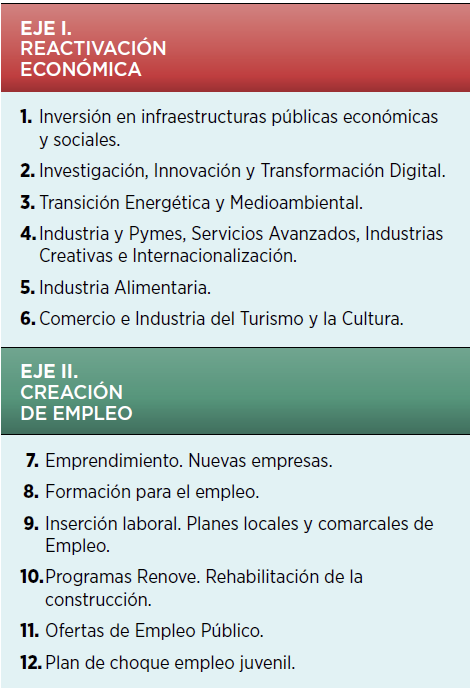 EJE I.
REACTIVACIÓN
ECONÓMICA
1. Inversión en infraestructuras públicas económicas
y sociales.
2. Investigación, Innovación y Transformación Digital.
3. Transición Energética y Medioambiental.
4. Industria y Pymes, Servicios Avanzados, Industrias
Creativas e Internacionalización.
5. Industria Alimentaria.
6. Comercio e Industria del Turismo y la Cultura.
EJE II.
CREACIÓN
DE EMPLEO
7. Emprendimiento. Nuevas empresas.
8. Formación para el empleo.
9. Inserción laboral. Planes locales y comarcales de
Empleo.
10. Programas Renove. Rehabilitación de la
construcción.
11. Ofertas de Empleo Público.
12. Plan de choque empleo juvenil.